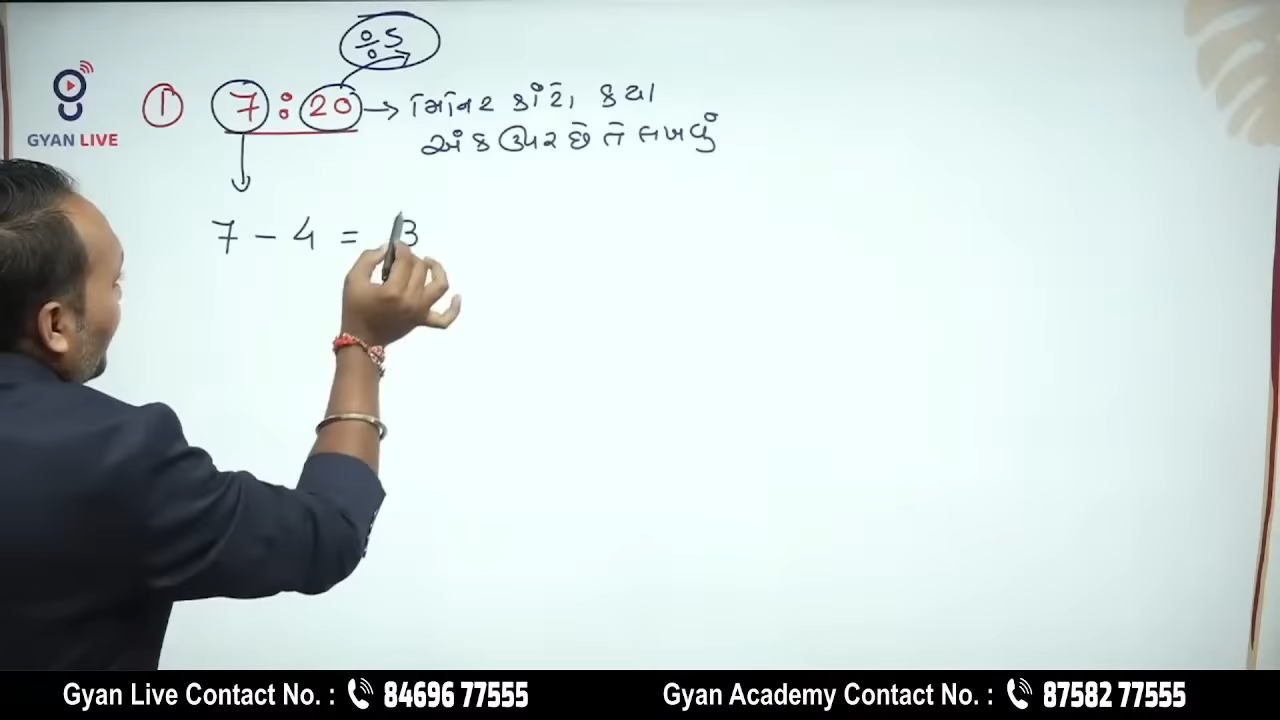 ÷5
① 7 : 20 → મિનિટ કાંટો કયા
અંક ઉપર છે તે લખવું
GYAN LIVE
7 - 4 = 3
Gyan Live Contact No. : 84696 77555
Gyan Academy Contact No. : 87582 77555